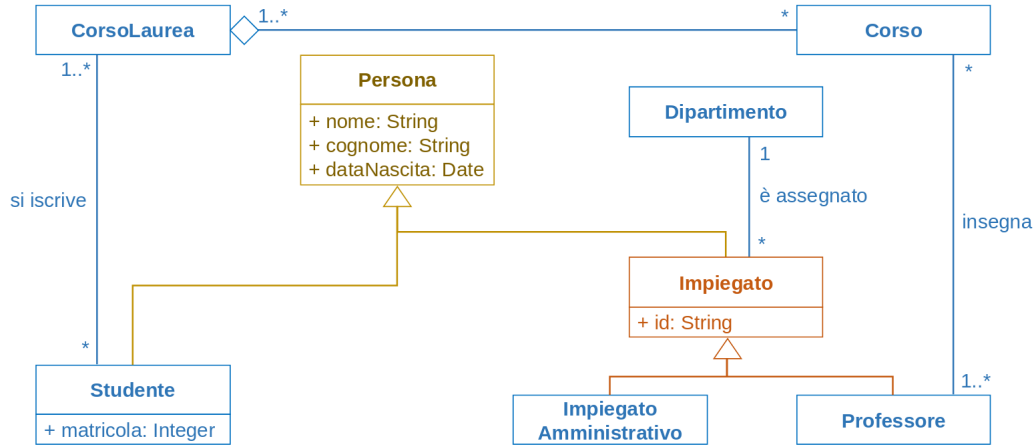 1..*
*
CorsoLaurea
Corso
1..*
Persona
*
Dipartimento
+ nome: String
+ cognome: String
+ dataNascita: Date
1
si iscrive
è assegnato
insegna
*
Impiegato
+ id: String
*
Studente
+ matricola: Integer
1..*
Impiegato
Amministrativo
Professore